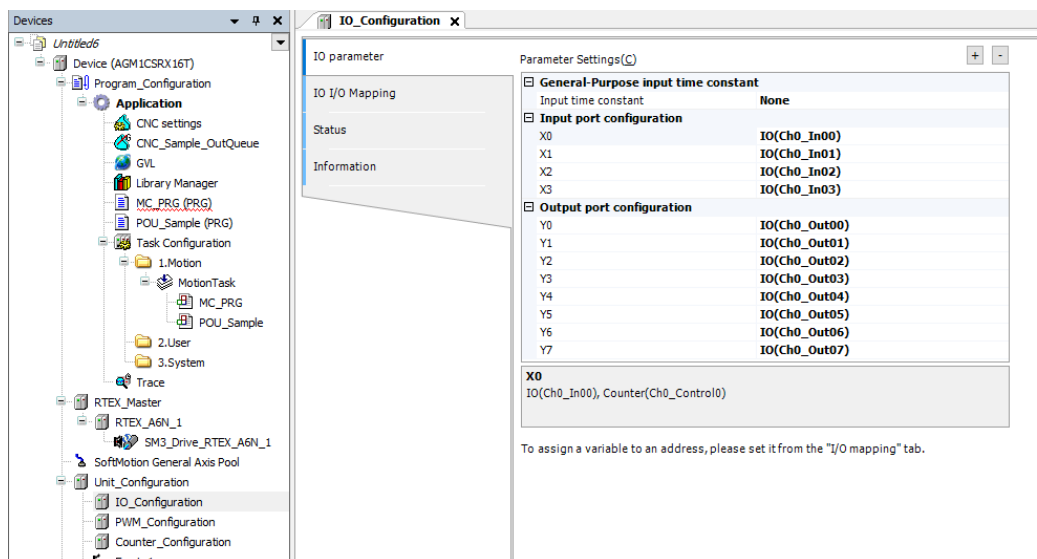 Devices
Untitled6
Device (AGM1CSRX16T)
Program_Configuration
Application
CNC settings
CNC_Sample_OutQueue
GVL
Library Manager
MC_PRG (PRG)
POU_Sample (PRG)
Task Configuration
1.Motion
MotionTask
MC_PRG
POU_Sample
2.User
3.System
Trace
RTEX_Master
RTEX_A6N_1
SM3_Drive_RTEX_A6N_1
SoftMotion General Axis Pool
Unit_Configuration
IO_Configuration
PWM_Configuration
Counter_Configuration
IO_Configuration
IO parameter
IO I/O Mapping
Status
Information
Parameter Settings(C)
+ -
General-Purpose input time constant
Input time constant None
Input port configuration
X0 IO(Ch0_In00)
X1 IO(Ch0_In01)
X2 IO(Ch0_In02)
X3 IO(Ch0_In03)
Output port configuration
Y0 IO(Ch0_Out00)
Y1 IO(Ch0_Out01)
Y2 IO(Ch0_Out02)
Y3 IO(Ch0_Out03)
Y4 IO(Ch0_Out04)
Y5 IO(Ch0_Out05)
Y6 IO(Ch0_Out06)
Y7 IO(Ch0_Out07)
X0
IO(Ch0_In00), Counter(Ch0_Control0)
To assign a variable to an address, please set it from the "I/O mapping" tab.